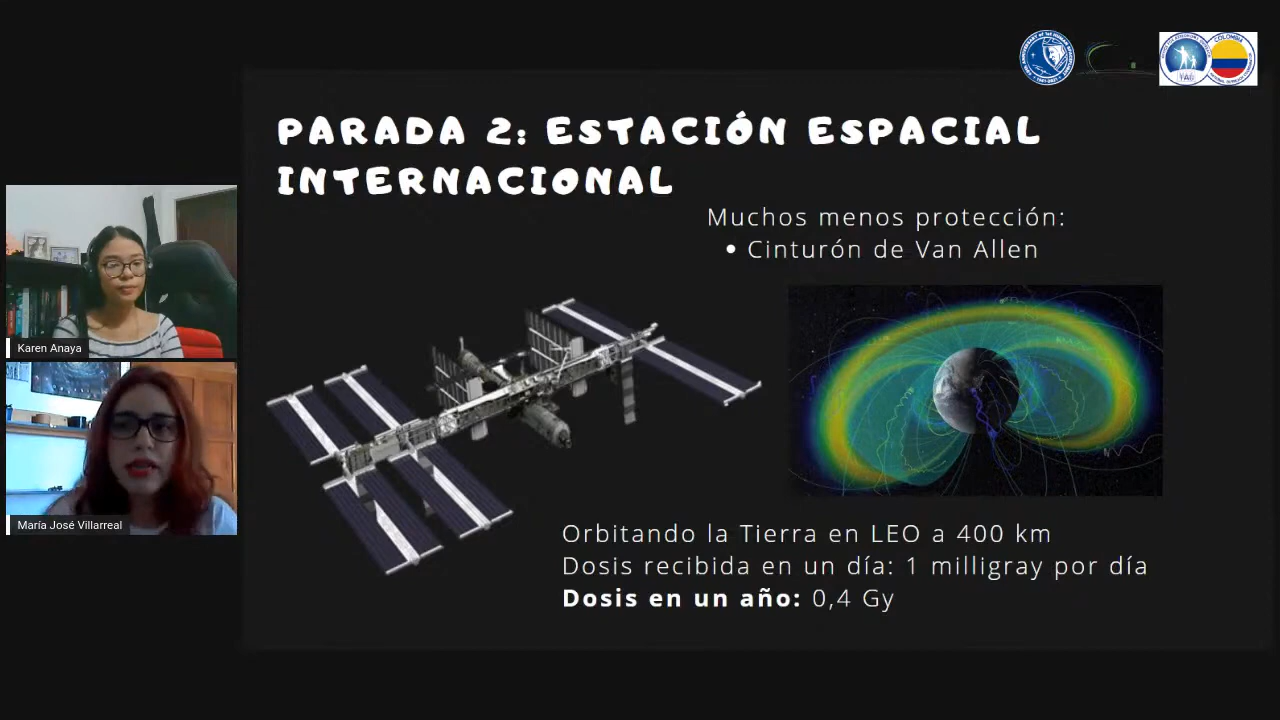 PARADA 2: ESTACIÓN ESPACIAL
INTERNACIONAL
Muchos menos protección:
• Cinturón de Van Allen
Karen Anaya
María José Villarreal
Orbitando la Tierra en LEO a 400 km
Dosis recibida en un día: 1 milligray por día
Dosis en un año: 0,4 Gy
COLOMBIA